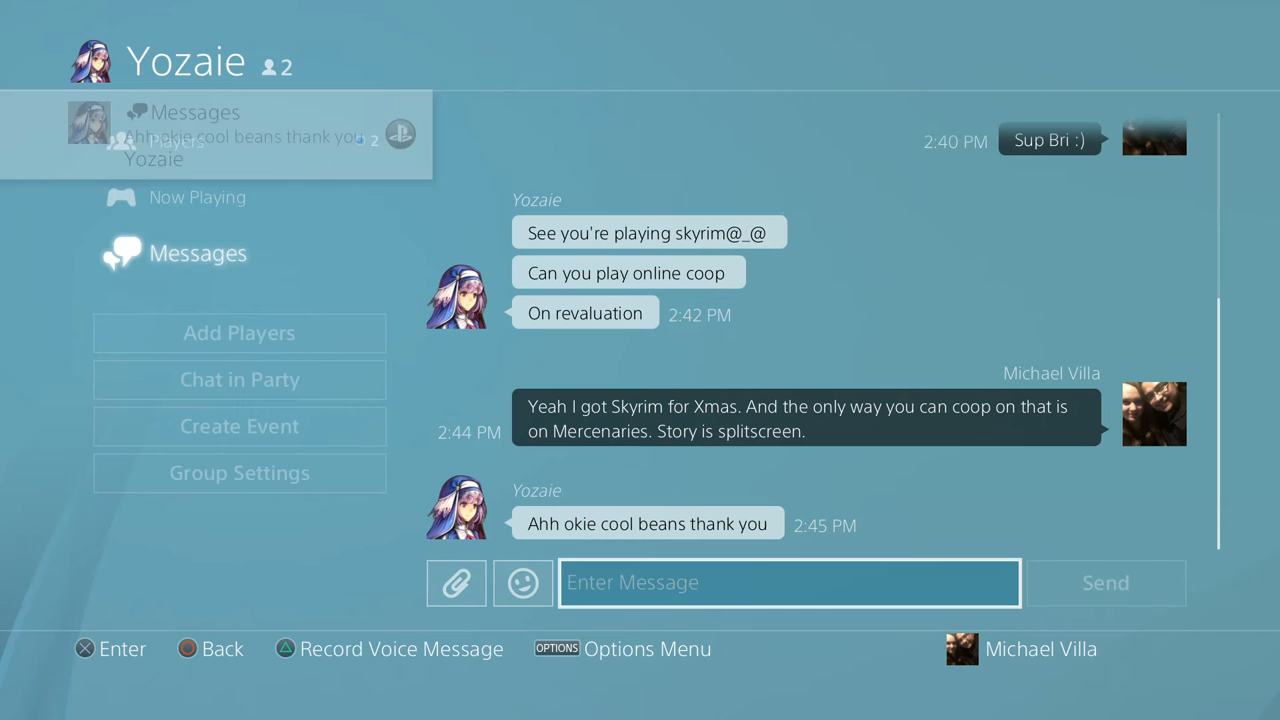 Yozaie 2
Messages
Ahh okie cool beans thank you
Yozaie
Players 2
Now Playing
Messages
Add Players
Chat in Party
Create Event
Group Settings
2:40 PM Sup Bri :)
Yozaie
See you're playing skyrim@_@
Can you play online coop
On revaluation 2:42 PM
Michael Villa
Yeah I got Skyrim for Xmas. And the only way you can coop on that is
2:44 PM on Mercenaries. Story is splitscreen.
Yozaie
Ahh okie cool beans thank you 2:45 PM
Enter Message Send
Enter Back Record Voice Message OPTIONS Options Menu Michael Villa